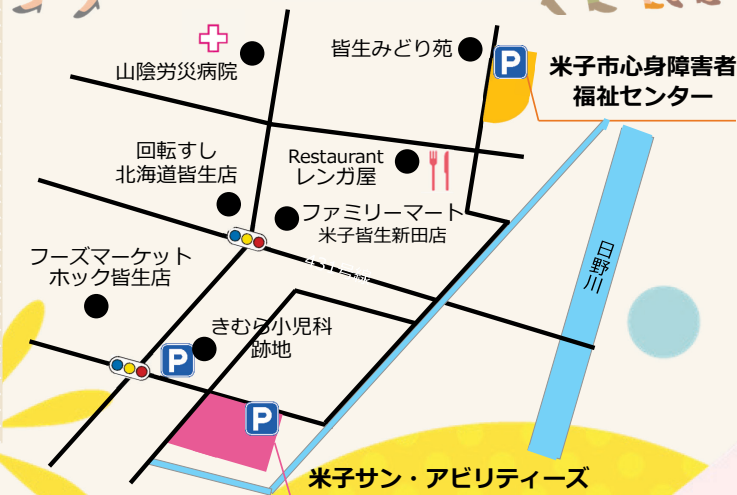 山陰労災病院
皆生みどり苑
P
米子市心身障害者
福祉センター
回転すし
北海道皆生店
Restaurant
レンガ屋
ファミリーマート
米子皆生新田店
フーズマーケット
ホック皆生店
日野川
きむら小児科
跡地
P
P
米子サン・アビリティーズ